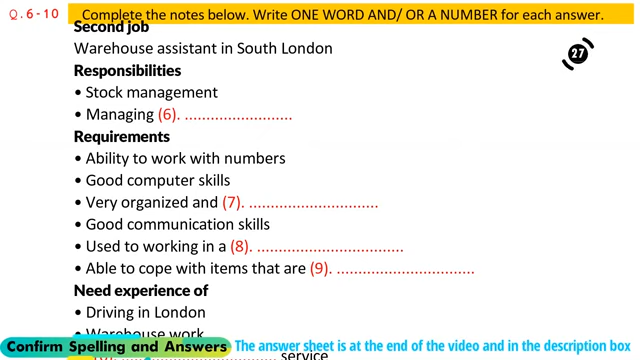 Q.6-10 Complete the notes below. Write ONE WORD AND/ OR A NUMBER for each answer.
Second job
27
Warehouse assistant in South London
Responsibilities
• Stock management
• Managing (6). .........................
Requirements
• Ability to work with numbers
• Good computer skills
• Very organized and (7). ..............................
• Good communication skills
• Used to working in a (8). ..................................
• Able to cope with items that are (9). ................................
Need experience of
• Driving in London
• Warehouse work
service
Confirm Spelling and Answers The answer sheet is at the end of the video and in the description box